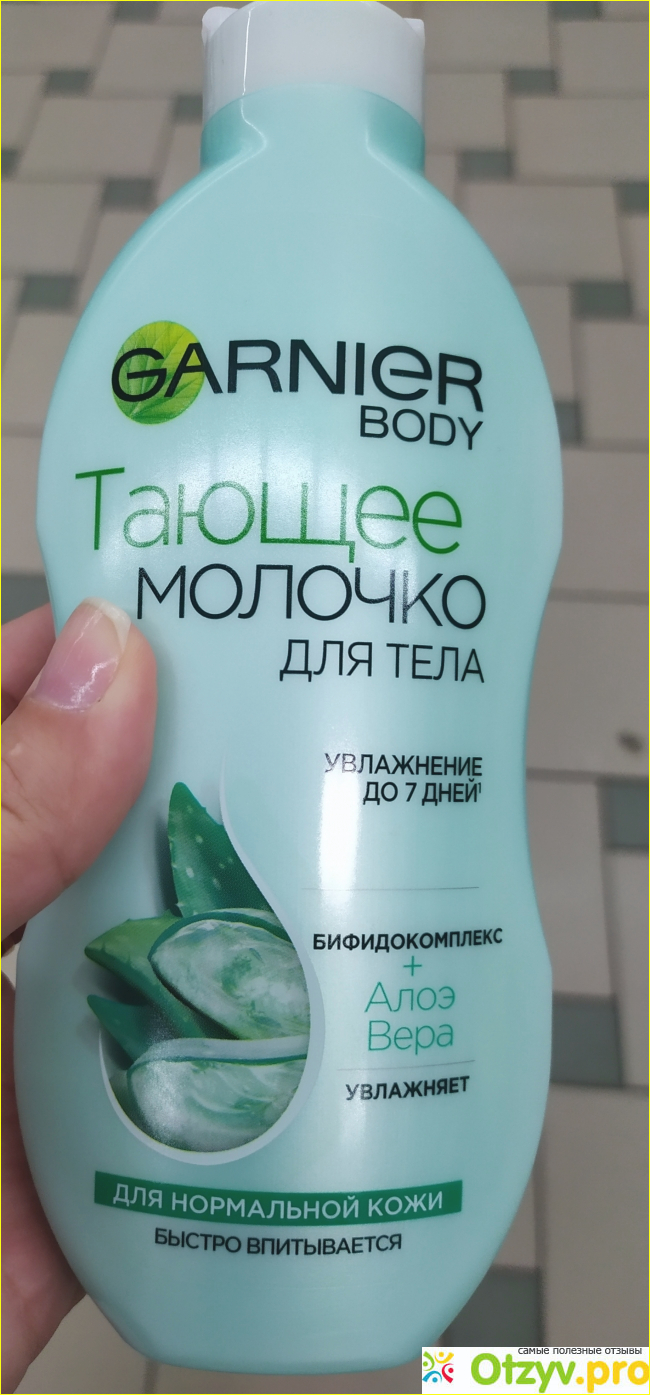 GARNIER
BODY
Тающее
МОЛОЧКО
ДЛЯ ТЕЛА
УВЛАЖНЕНИЕ
ДО 7 ДНЕЙ¹
БИФИДОКОМПЛЕКС
+
Алоэ
Вера
УВЛАЖНЯЕТ
ДЛЯ НОРМАЛЬНОЙ КОЖИ
БЫСТРО ВПИТЫВАЕТСЯ
самые полезные отзывы
Otzyv.pro